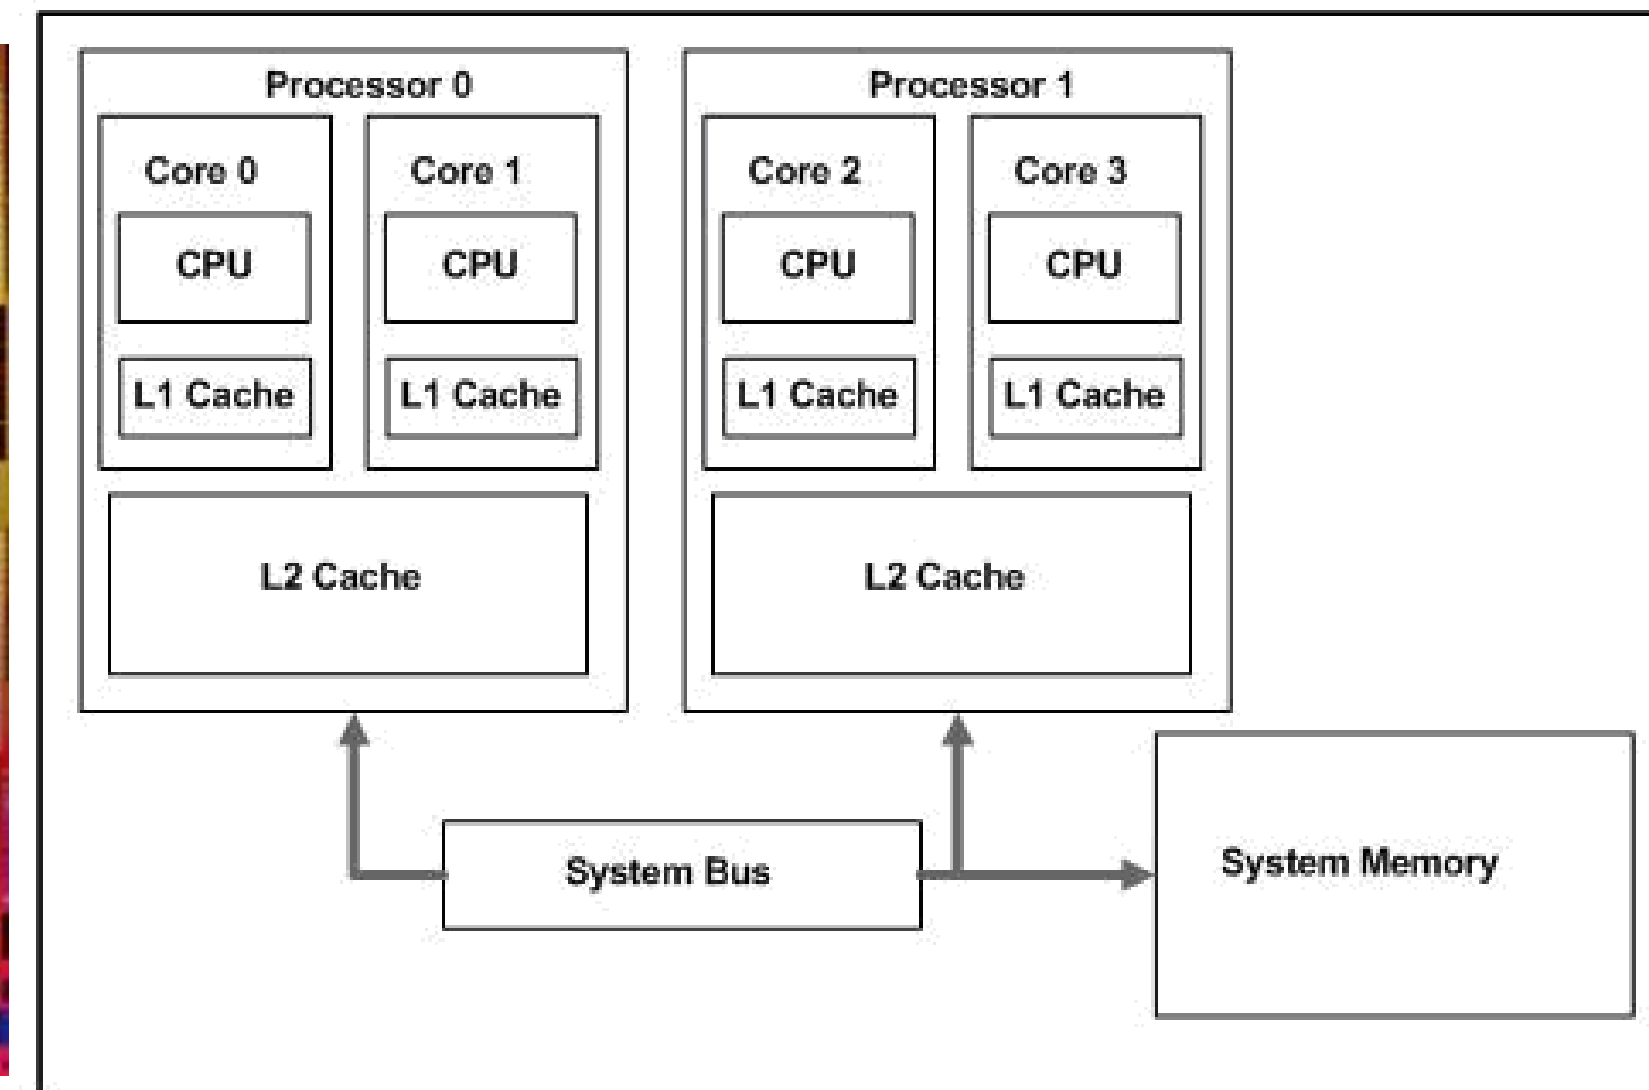 Processor 0
Processor 1
Core 0
Core 1
Core 2
Core 3
CPU
CPU
CPU
CPU
L1 Cache
L1 Cache
L1 Cache
L1 Cache
L2 Cache
L2 Cache
System Bus
System Memory